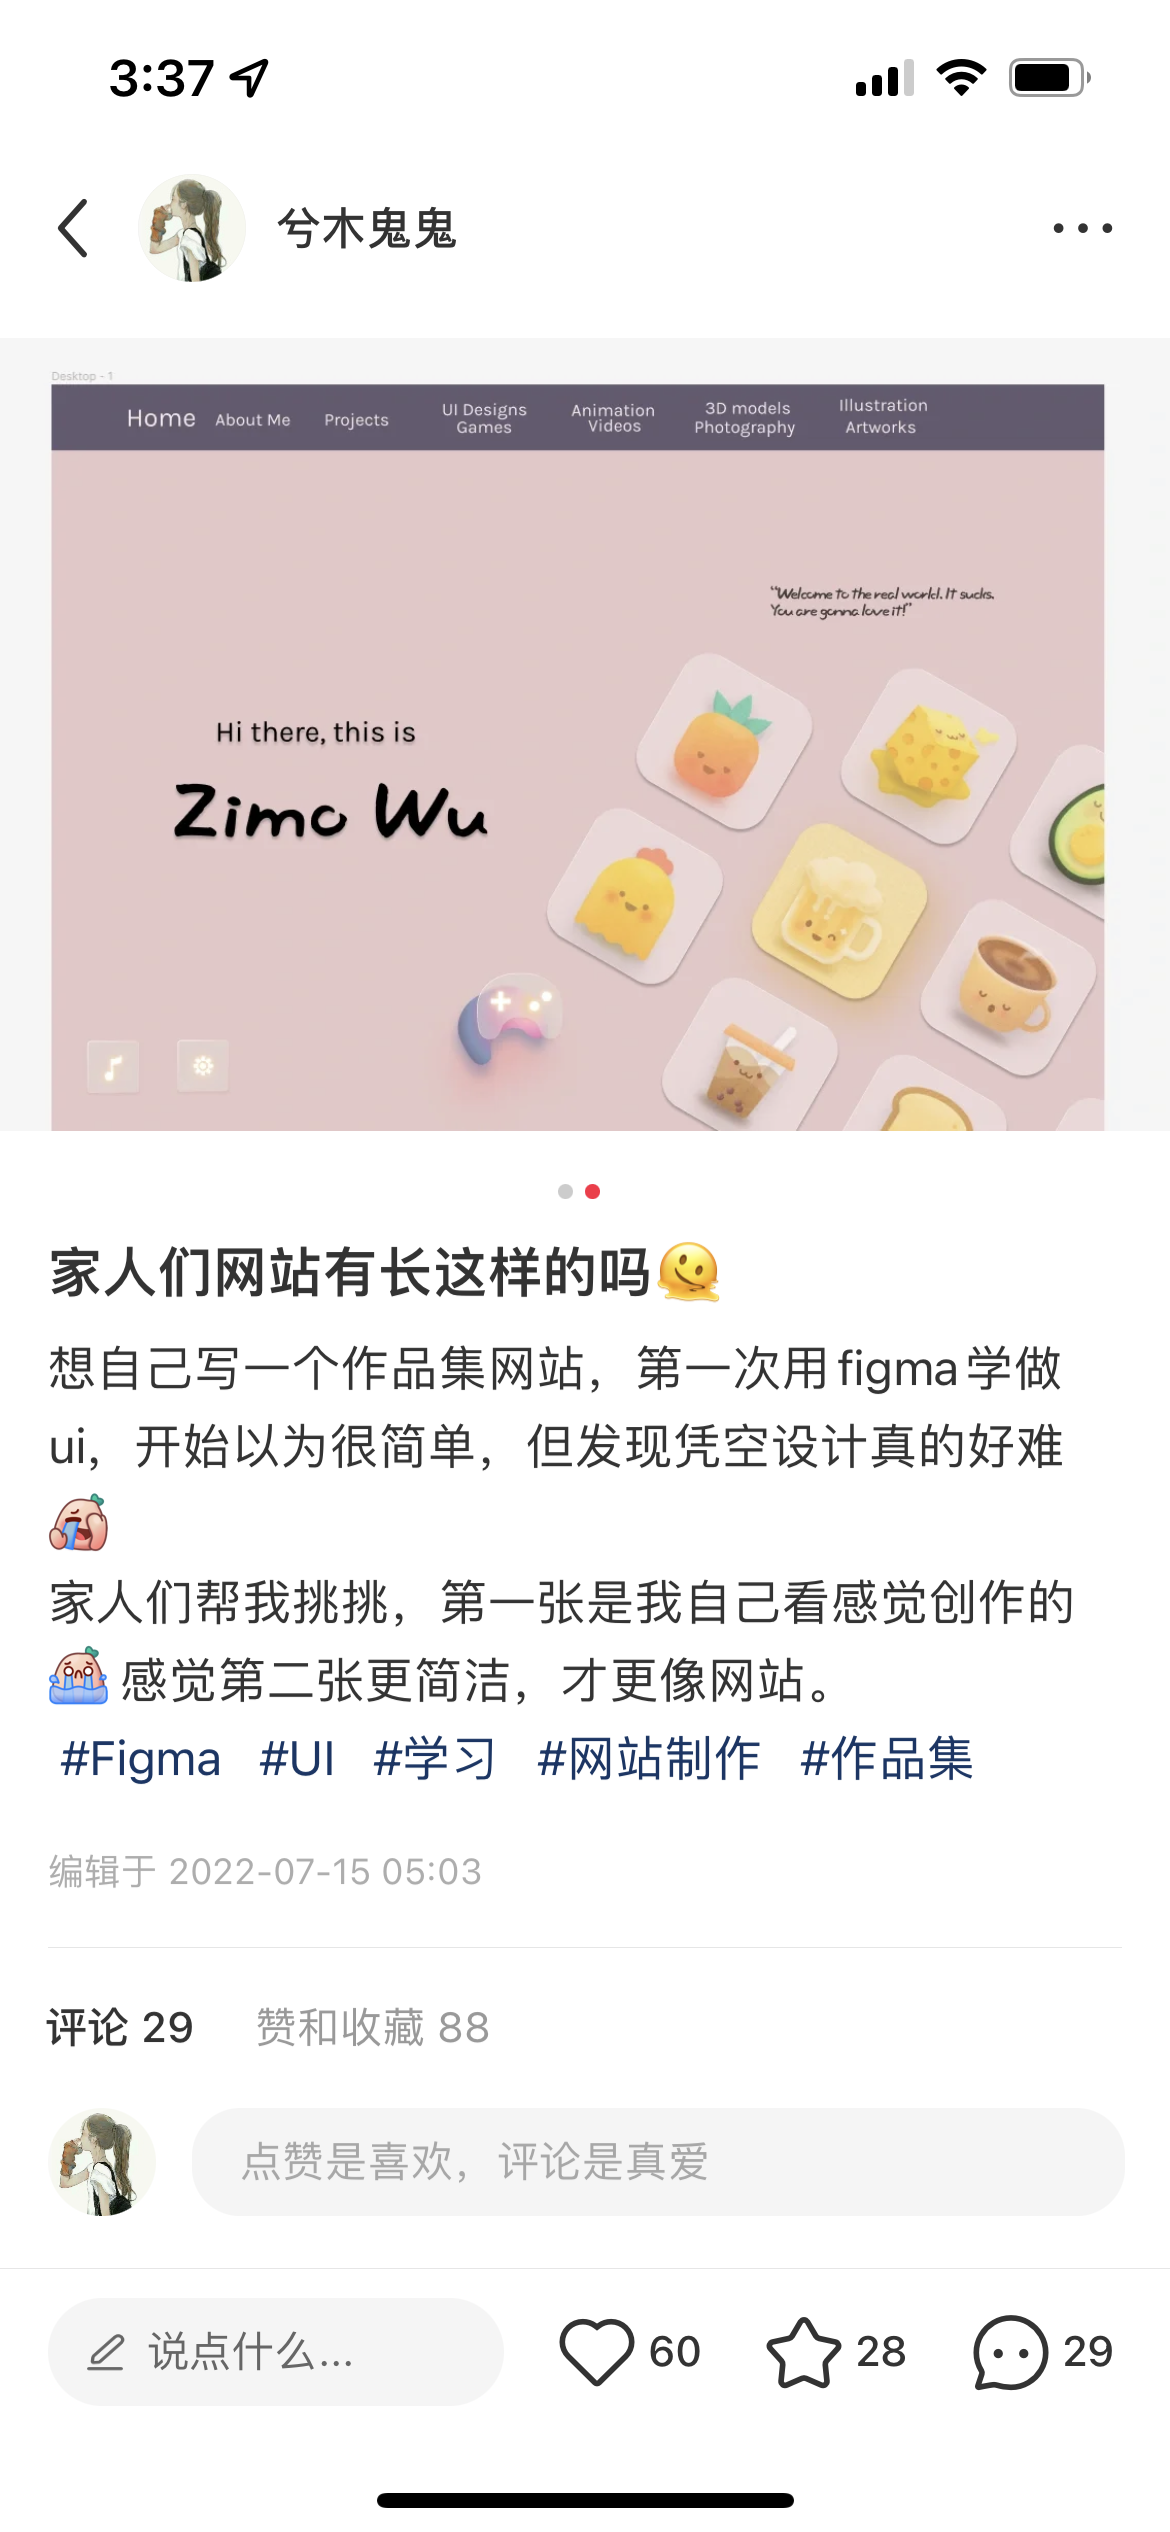 3:37
兮木鬼鬼
Desktop - 1
Home About Me Projects UI Designs Games Animation Videos 3D models Photography Illustration Artworks
"Welcome to the real world. It sucks.
You are gonna love it!"
Hi there, this is
Zimo Wu
家人们网站有长这样的吗🫠
想自己写一个作品集网站，第一次用figma学做
ui，开始以为很简单，但发现凭空设计真的好难
家人们帮我挑挑，第一张是我自己看感觉创作的
感觉第二张更简洁，才更像网站。
#Figma #UI #学习 #网站制作 #作品集
编辑于 2022-07-15 05:03
评论 29 赞和收藏 88
点赞是喜欢，评论是真爱
说点什么... 60 28 29